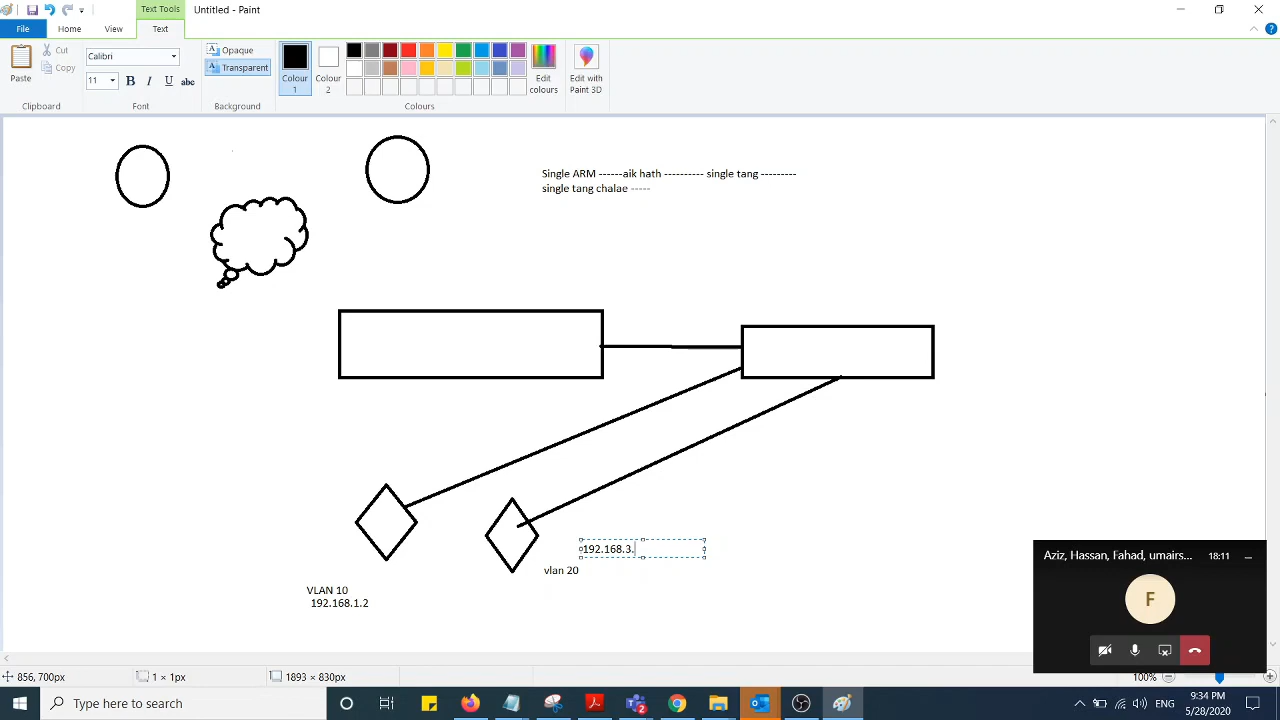 Text Tools
Untitled - Paint
File
Home
View
Text
Paste
Cut
Copy
Clipboard
Calibri
11
B I U abc
Font
Opaque
Transparent
Background
Colour 1
Colour 2
Edit colours
Colours
Edit with Paint 3D
Single ARM ------aik hath ---------- single tang ---------
single tang chalae -----
192.168.3.
vlan 20
VLAN 10
192.168.1.2
Aziz, Hassan, Fahad, umairs...
18:11
F
856, 700px
1 × 1px
1893 × 830px
100%
Type here to search
2
9:34 PM
5/28/2020